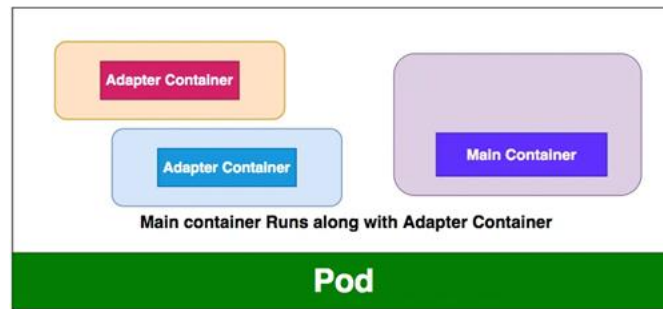 Adapter Container
Main Container
Adapter Container
Main container Runs along with Adapter Container
Pod